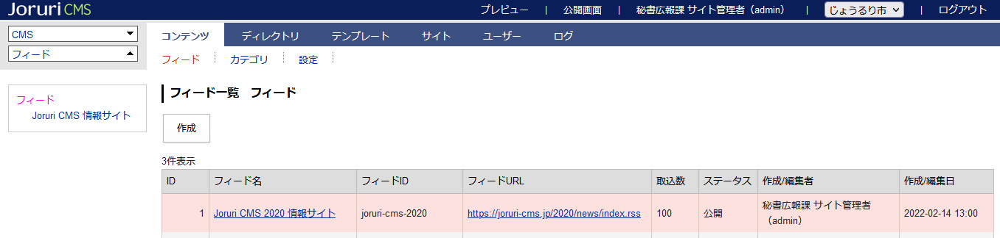 Joruri CMS
プレビュー | 公開画面 | 秘書広報課 サイト管理者（admin） | じょうるり市 | ログアウト
CMS
フィード
コンテンツ ディレクトリ テンプレート サイト ユーザー ログ
フィード カテゴリ 設定
フィード
Joruri CMS 情報サイト
フィード一覧 フィード
作成
3件表示
ID フィード名 フィードID フィードURL 取込数 ステータス 作成/編集者 作成/編集日
1 Joruri CMS 2020 情報サイト joruri-cms-2020 https://joruri-cms.jp/2020/news/index.rss 100 公開 秘書広報課 サイト管理者 2022-02-14 13:00
（admin）